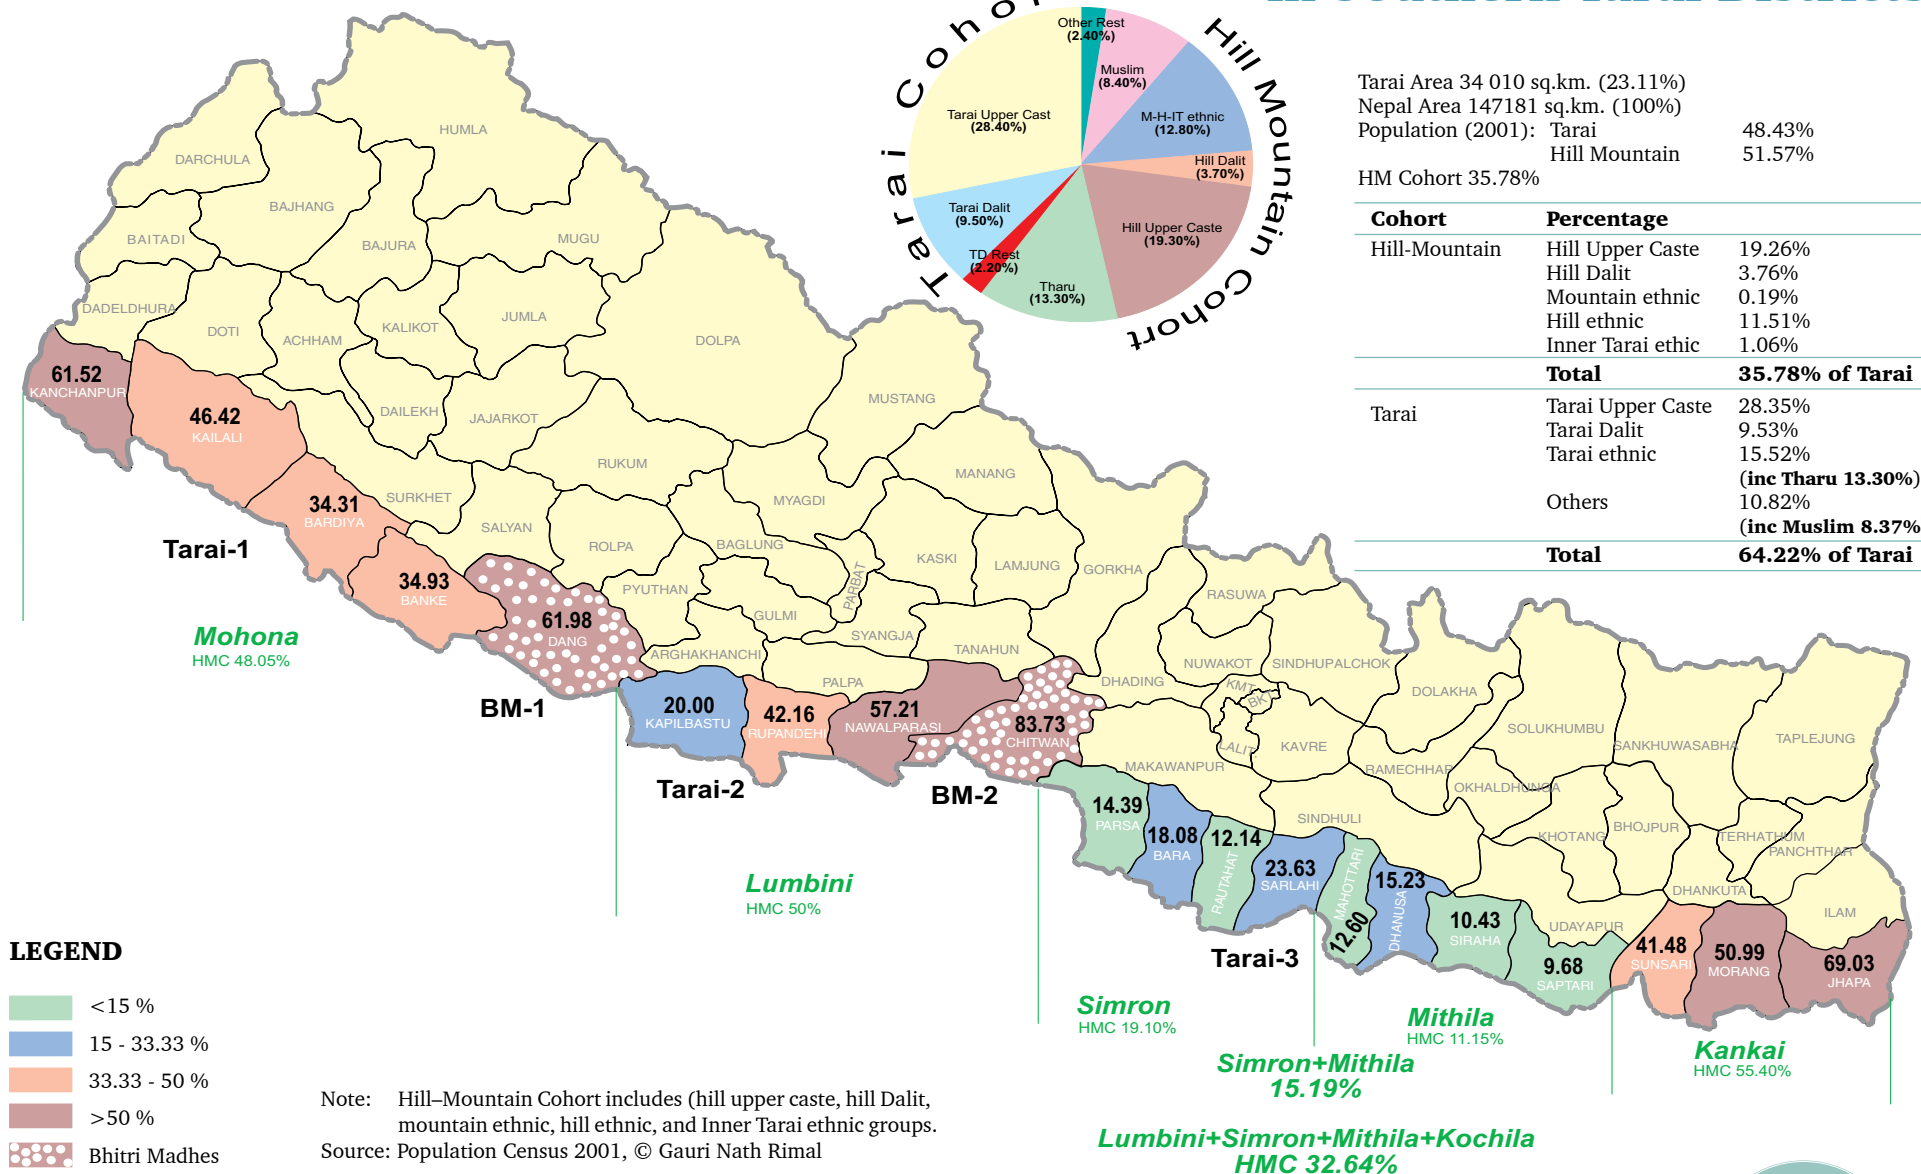 in Southern Tarai Districts
Tarai Cohort
Hill Mountain Cohort
Other Rest
(2.40%)
Muslim
(8.40%)
M-H-IT ethnic
(12.80%)
Hill Dalit
(3.70%)
Hill Upper Caste
(19.30%)
Tharu
(13.30%)
TD Rest
(2.20%)
Tarai Dalit
(9.50%)
Tarai Upper Cast
(28.40%)
Tarai Area 34 010 sq.km. (23.11%)
Nepal Area 147181 sq.km. (100%)
Population (2001): Tarai 48.43%
Hill Mountain 51.57%
HM Cohort 35.78%
Cohort Percentage
Hill-Mountain Hill Upper Caste 19.26%
Hill Dalit 3.76%
Mountain ethnic 0.19%
Hill ethnic 11.51%
Inner Tarai ethic 1.06%
Total 35.78% of Tarai
Tarai Tarai Upper Caste 28.35%
Tarai Dalit 9.53%
Tarai ethnic 15.52%
(inc Tharu 13.30%)
Others 10.82%
(inc Muslim 8.37%
Total 64.22% of Tarai
HUMLA
DARCHULA
BAJHANG
BAITADI
BAJURA
MUGU
DADELDHURA
DOTI
ACHHAM
KALIKOT
JUMLA
DOLPA
61.52
KANCHANPUR
46.42
KAILALI
DAILEKH
JAJARKOT
MUSTANG
RUKUM
MANANG
SURKHET
34.31
BARDIYA
SALYAN
MYAGDI
ROLPA
BAGLUNG
KASKI
LAMJUNG
GORKHA
PARBAT
34.93
BANKE
PYUTHAN
GULMI
SYANGJA
TANAHUN
RASUWA
61.98
DANG
ARGHAKHANCHI
PALPA
DHADING
NUWAKOT
SINDHUPALCHOK
DOLAKHA
KMT
BKT
LALIT.
KAVRE
20.00
KAPILBASTU
42.16
RUPANDEHI
57.21
NAWALPARASI
83.73
CHITWAN
MAKAWANPUR
RAMECHHAP
SOLUKHUMBU
SANKHUWASABHA
TAPLEJUNG
OKHALDHUNGA
SINDHULI
KHOTANG
BHOJPUR
TERHATHUM
PANCHTHAR
DHANKUTA
UDAYAPUR
ILAM
14.39
PARSA
18.08
BARA
12.14
RAUTAHAT
23.63
SARLAHI
MAHOTTARI
12.60
15.23
DHANUSA
10.43
SIRAHA
9.68
SAPTARI
41.48
SUNSARI
50.99
MORANG
69.03
JHAPA
Tarai-1
BM-1
Tarai-2
BM-2
Tarai-3
Mohona
HMC 48.05%
Lumbini
HMC 50%
Simron
HMC 19.10%
Mithila
HMC 11.15%
Kankai
HMC 55.40%
Simron+Mithila
15.19%
Lumbini+Simron+Mithila+Kochila
HMC 32.64%
LEGEND
<15 %
15 - 33.33 %
33.33 - 50 %
>50 %
Bhitri Madhes
Note: Hill–Mountain Cohort includes (hill upper caste, hill Dalit,
mountain ethnic, hill ethnic, and Inner Tarai ethnic groups.
Source: Population Census 2001, © Gauri Nath Rimal